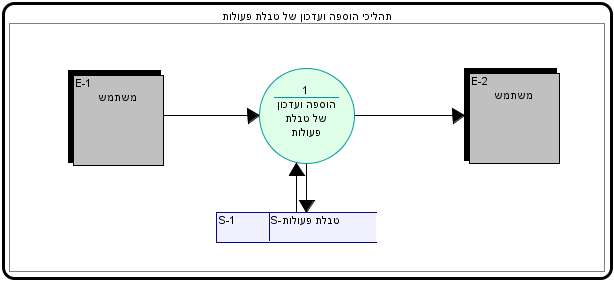 תהליכי הוספה ועדכון של טבלת פעולות
E-1
משתמש
1
הוספה ועדכון
של טבלת
פעולות
E-2
משתמש
S-1
S-טבלת פעולות